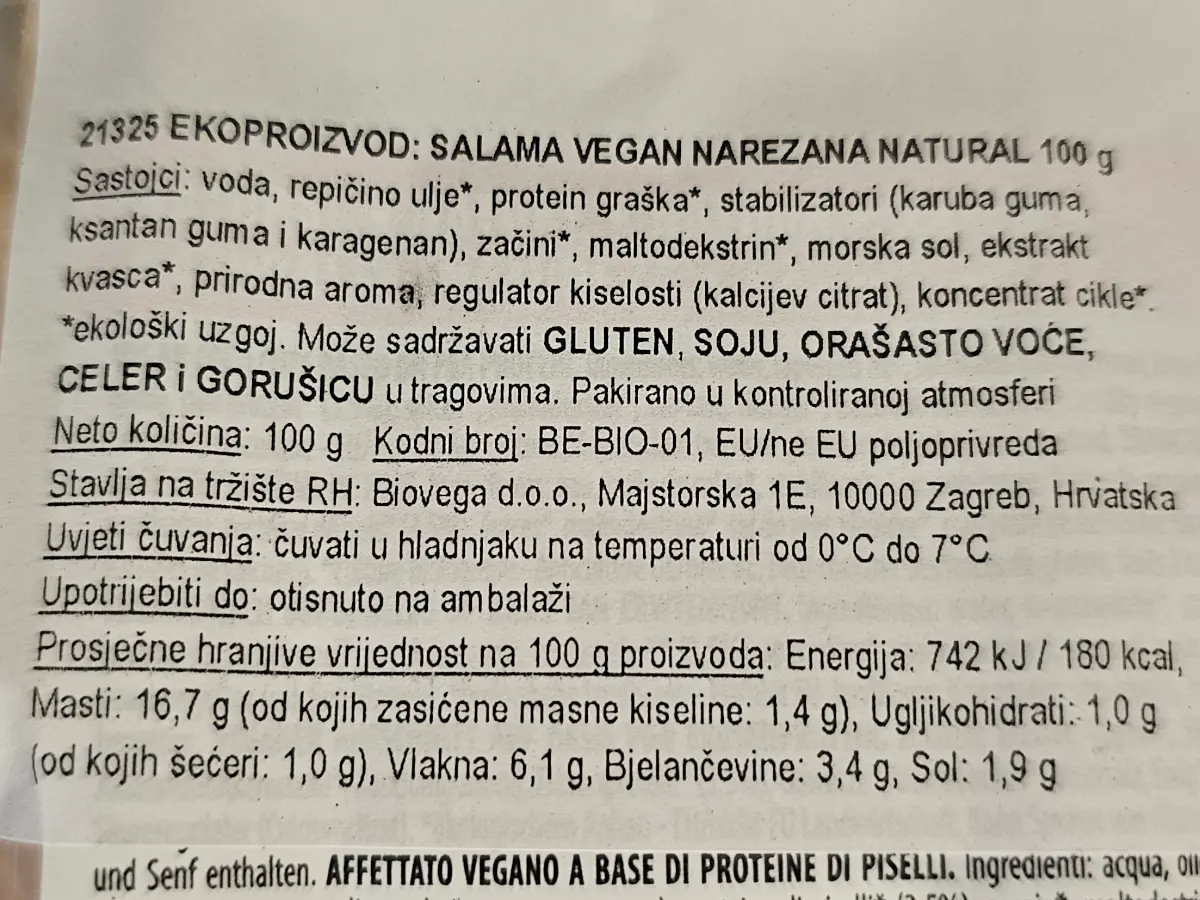 21325 EKOPROIZVOD: SALAMA VEGAN NAREZANA NATURAL 100 g
Sastojci: voda, repičino ulje*, protein graška*, stabilizatori (karuba guma,
ksantan guma i karagenan), začini*, maltodekstrin*, morska sol, ekstrakt
kvasca*, prirodna aroma, regulator kiselosti (kalcijev citrat), koncentrat cikle*.
*ekološki uzgoj. Može sadržavati GLUTEN, SOJU, ORAŠASTO VOĆE,
CELER i GORUŠICU u tragovima. Pakirano u kontroliranoj atmosferi
Neto količina: 100 g Kodni broj: BE-BIO-01, EU/ne EU poljoprivreda
Stavlja na tržište RH: Biovega d.o.o., Majstorska 1E, 10000 Zagreb, Hrvatska
Uvjeti čuvanja: čuvati u hladnjaku na temperaturi od 0°C do 7°C
Upotrijebiti do: otisnuto na ambalaži
Prosječne hranjive vrijednost na 100 g proizvoda: Energija: 742 kJ / 180 kcal,
Masti: 16,7 g (od kojih zasićene masne kiseline: 1,4 g), Ugljikohidrati: 1,0 g
(od kojih šećeri: 1,0 g), Vlakna: 6,1 g, Bjelančevine: 3,4 g, Sol: 1,9 g
und Senf enthalten. AFFETTATO VEGANO A BASE DI PROTEINE DI PISELLI. Ingredienti: acqua,